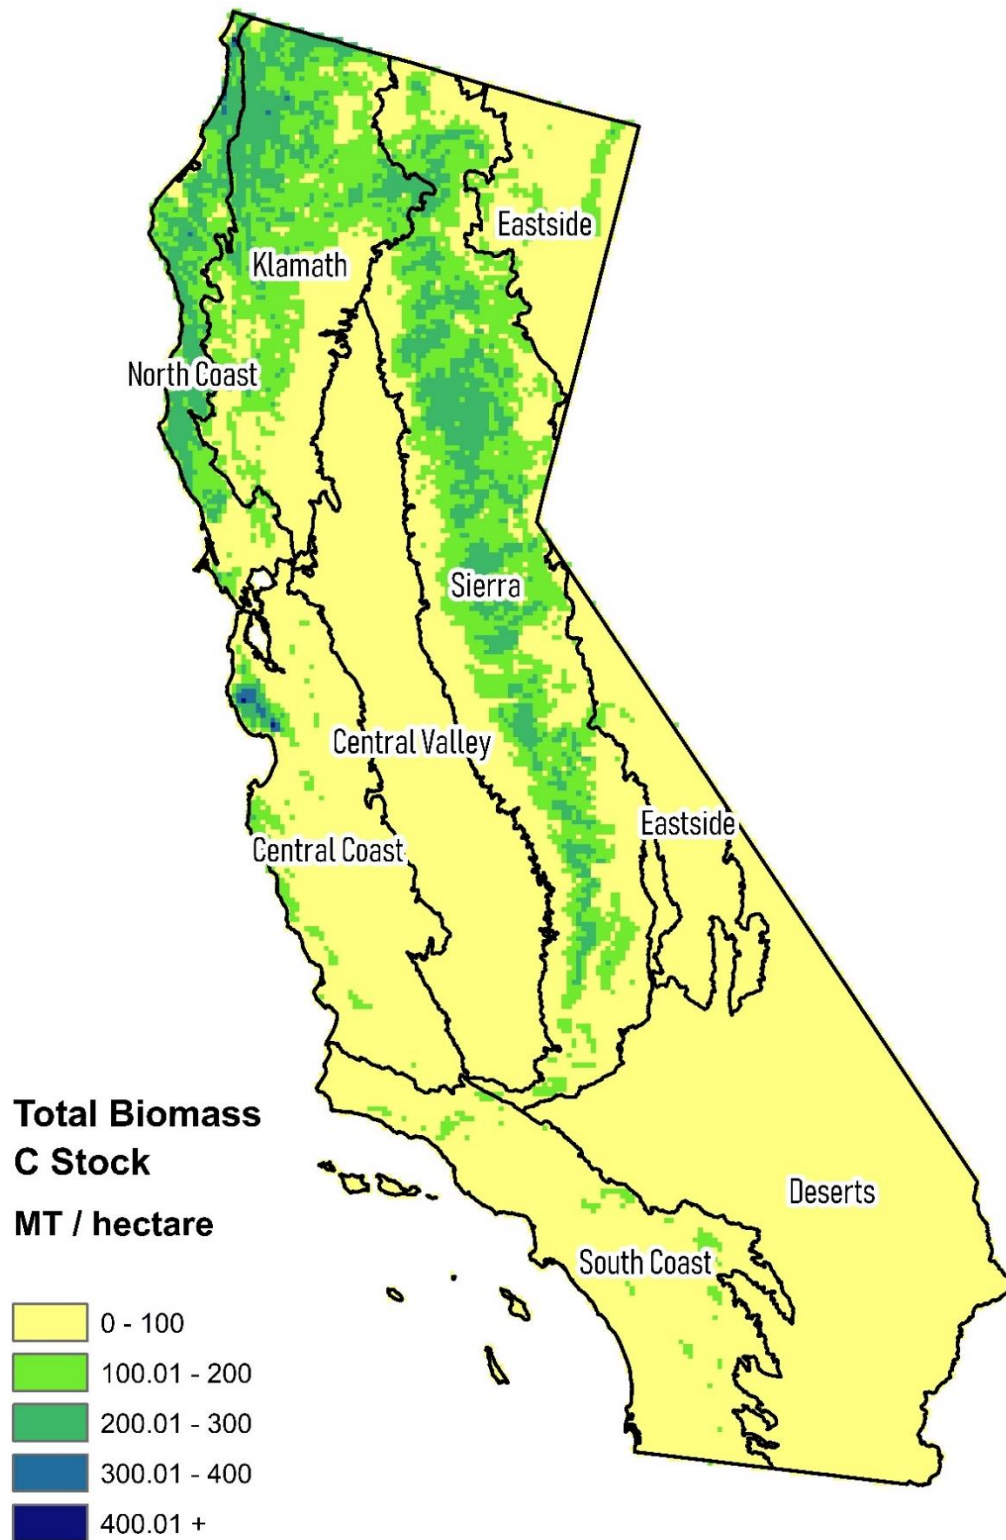 Eastside
Klamath
North Coast
Sierra
Central Valley
Eastside
Central Coast
Total Biomass
C Stock
MT / hectare
Deserts
South Coast
0 - 100
100.01 - 200
200.01 - 300
300.01 - 400
400.01 +